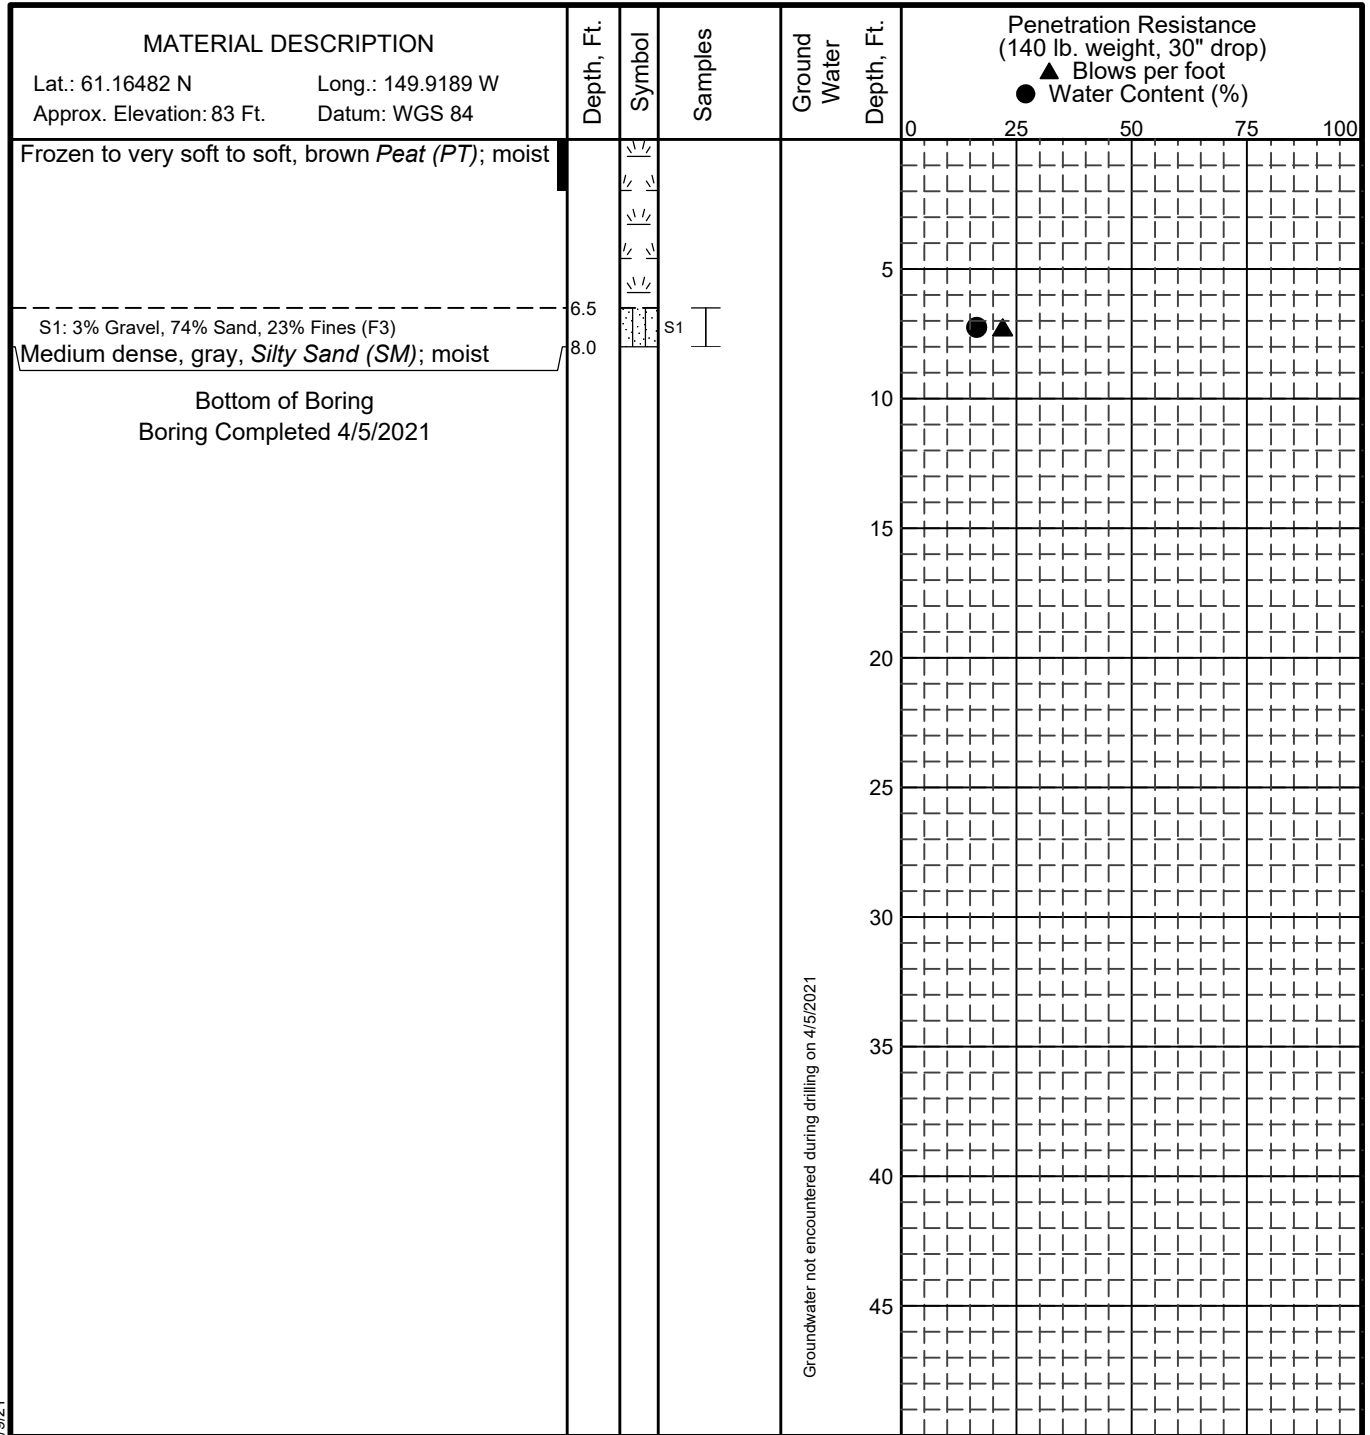 MATERIAL DESCRIPTION
Lat.: 61.16482 N Long.: 149.9189 W
Approx. Elevation: 83 Ft. Datum: WGS 84
Depth, Ft.
Symbol
Samples
Ground
Water
Depth, Ft.
Penetration Resistance
(140 lb. weight, 30" drop)
▲ Blows per foot
● Water Content (%)
0 25 50 75 100
Frozen to very soft to soft, brown Peat (PT); moist
5
6.5
S1: 3% Gravel, 74% Sand, 23% Fines (F3)
S1
Medium dense, gray, Silty Sand (SM); moist
8.0
Bottom of Boring
Boring Completed 4/5/2021
10
15
20
25
30
35
40
45
Groundwater not encountered during drilling on 4/5/2021